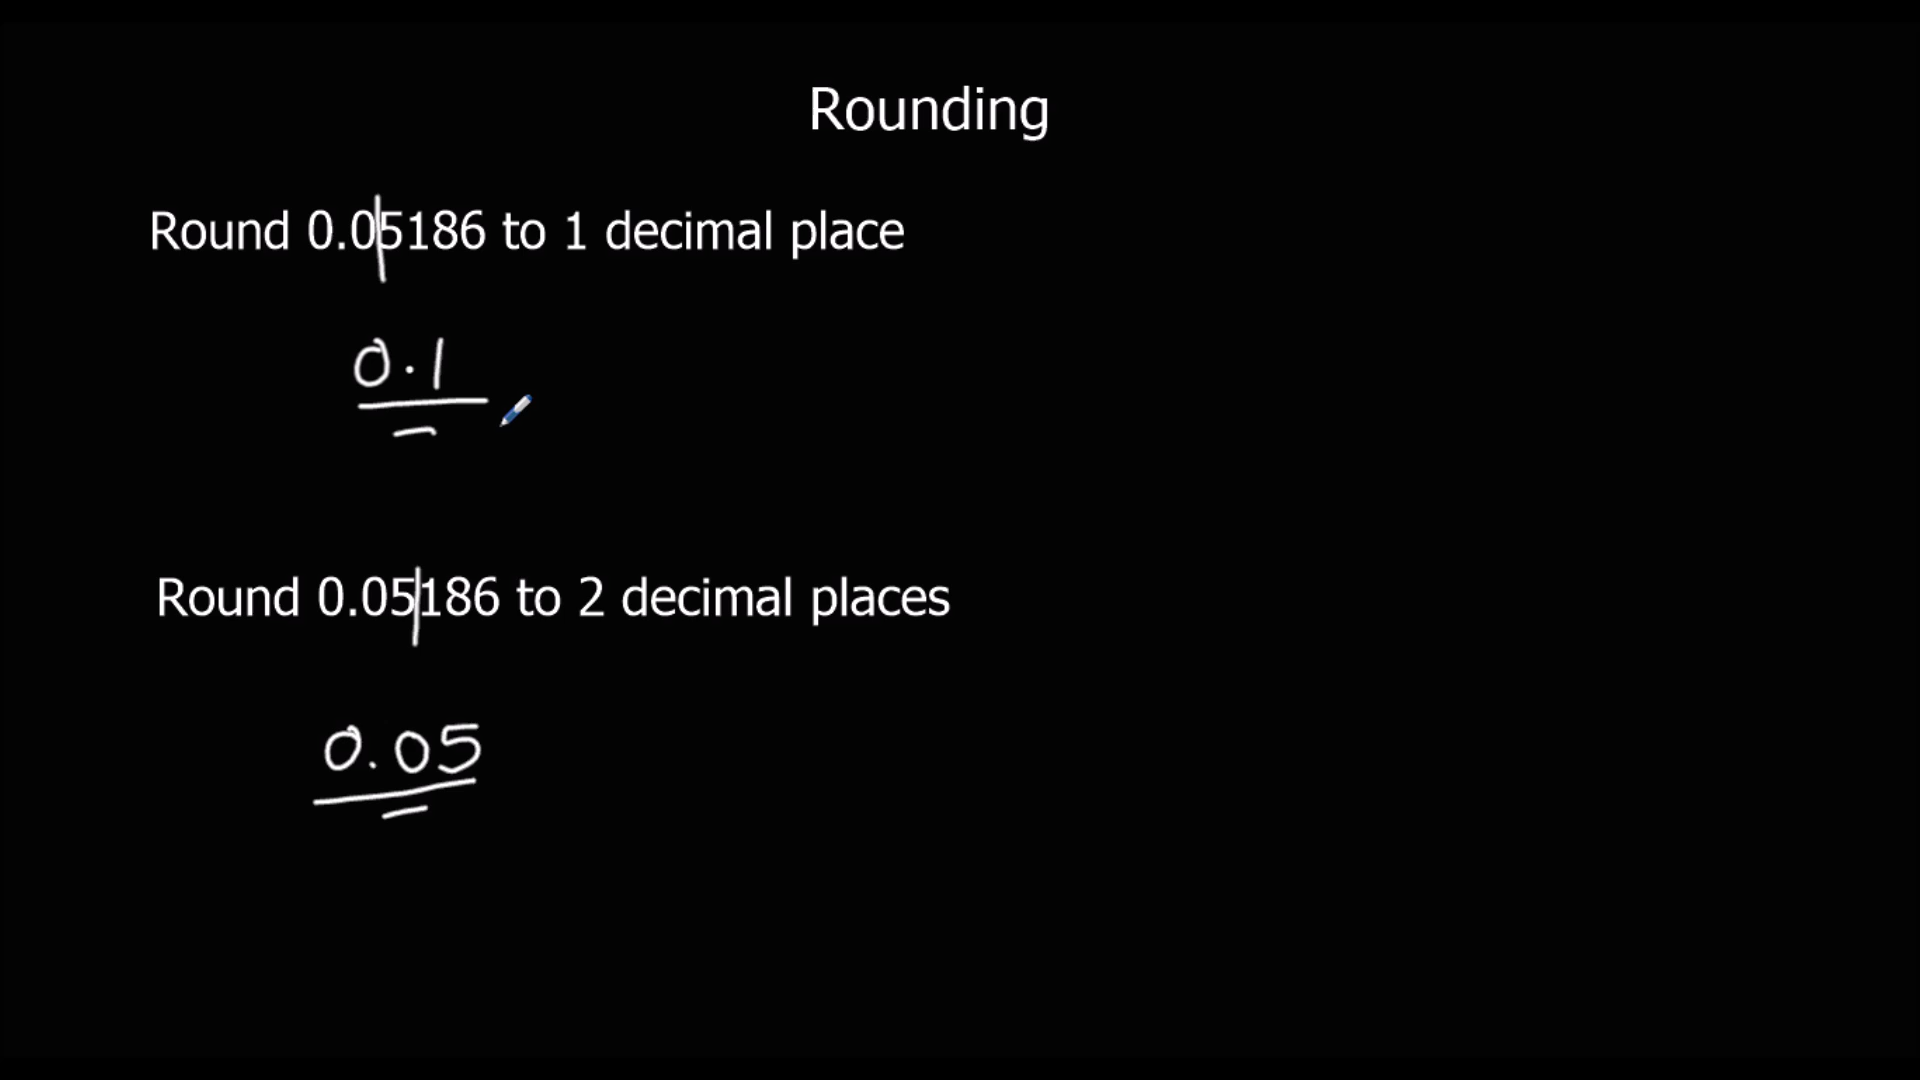 Rounding
Round 0.05186 to 1 decimal place
0.1
Round 0.05186 to 2 decimal places
0.05